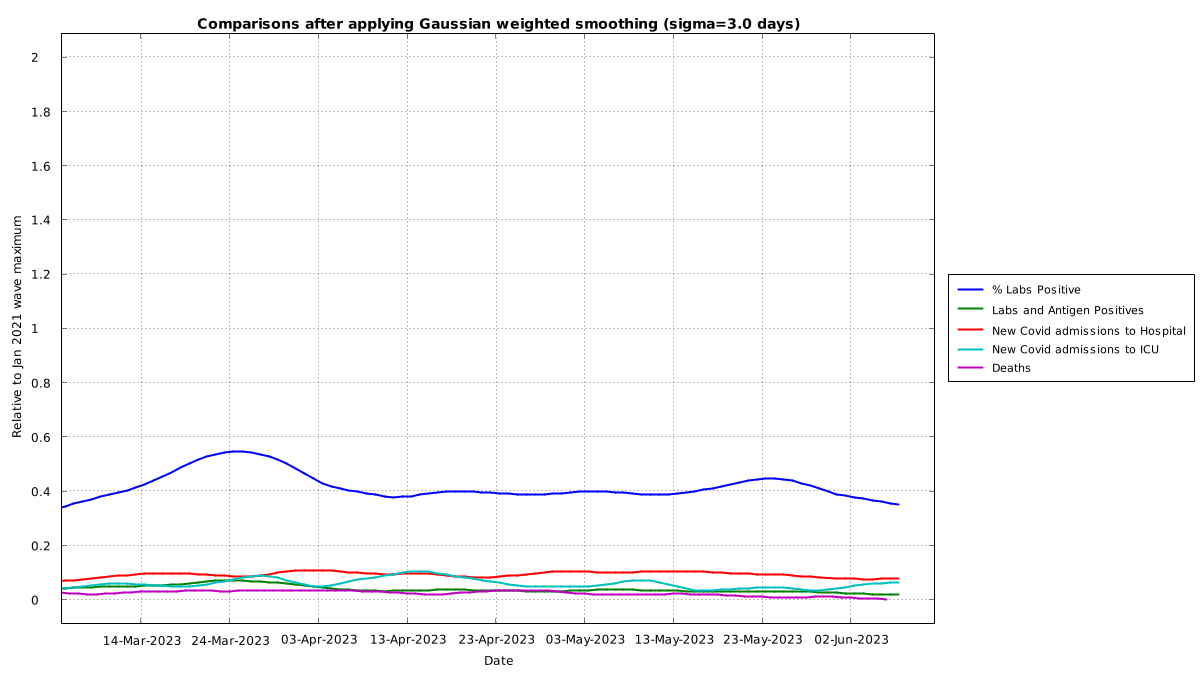 Comparisons after applying Gaussian weighted smoothing (sigma=3.0 days)
Relative to Jan 2021 wave maximum
2
1.8
1.6
1.4
1.2
1
0.8
0.6
0.4
0.2
0
14-Mar-2023 24-Mar-2023 03-Apr-2023 13-Apr-2023 23-Apr-2023 03-May-2023 13-May-2023 23-May-2023 02-Jun-2023
Date
% Labs Positive
Labs and Antigen Positives
New Covid admissions to Hospital
New Covid admissions to ICU
Deaths